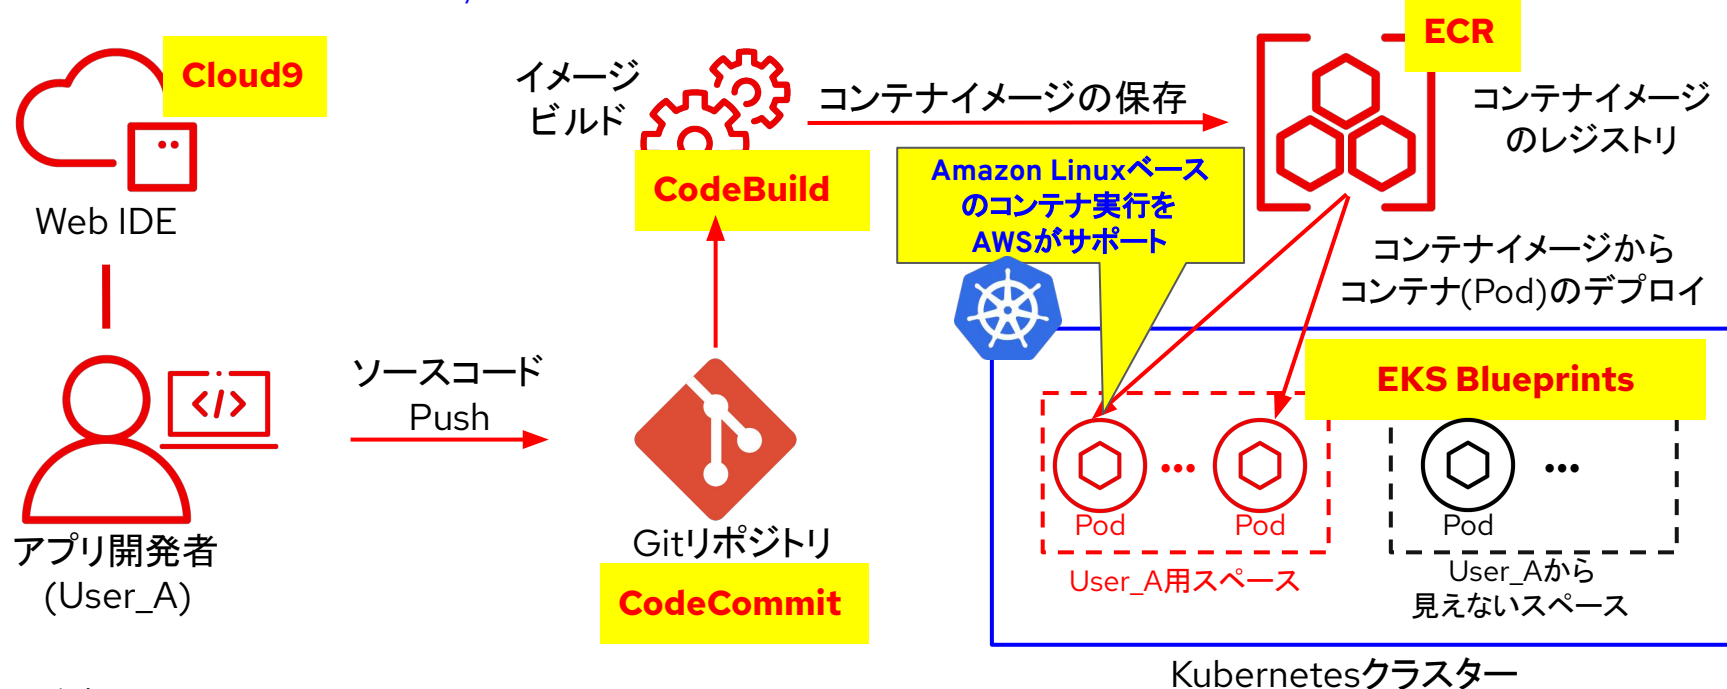 Cloud9
Web IDE
イメージ
ビルド
CodeBuild
コンテナイメージの保存
ECR
コンテナイメージ
のレジストリ
Amazon Linuxベース
のコンテナ実行を
AWSがサポート
コンテナイメージから
コンテナ(Pod)のデプロイ
</>
ソースコード
Push
アプリ開発者
(User_A)
Gitリポジトリ
CodeCommit
EKS Blueprints
Pod
...
Pod
User_A用スペース
Pod
...
User_Aから
見えないスペース
Kubernetesクラスター